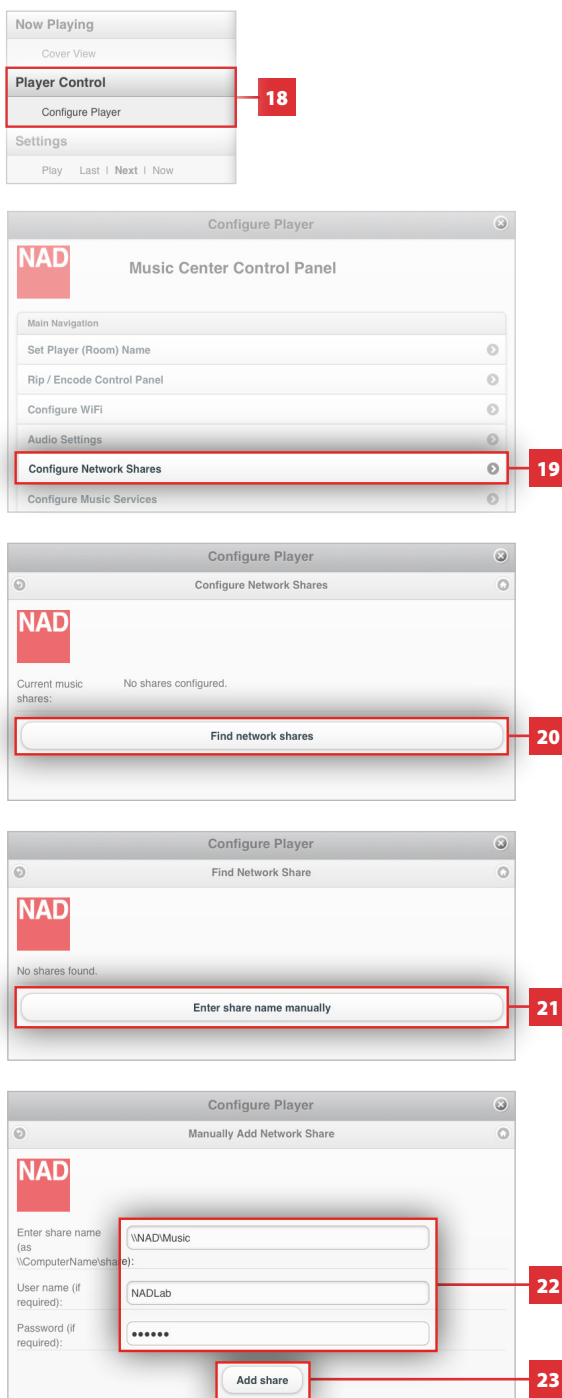 Now Playing
Cover View
Player Control
Configure Player
18
Settings
Play Last | Next | Now
Configure Player
NAD
Music Center Control Panel
Main Navigation
Set Player (Room) Name
Rip / Encode Control Panel
Configure WiFi
Audio Settings
Configure Network Shares
19
Configure Music Services
Configure Player
Configure Network Shares
NAD
Current music No shares configured.
shares:
Find network shares
20
Configure Player
Find Network Share
NAD
No shares found.
Enter share name manually
21
Configure Player
Manually Add Network Share
NAD
Enter share name
(as
\\ComputerName\share):
\\NAD\Music
User name (if
required):
NADLab
22
Password (if
required):
••••••
Add share
23